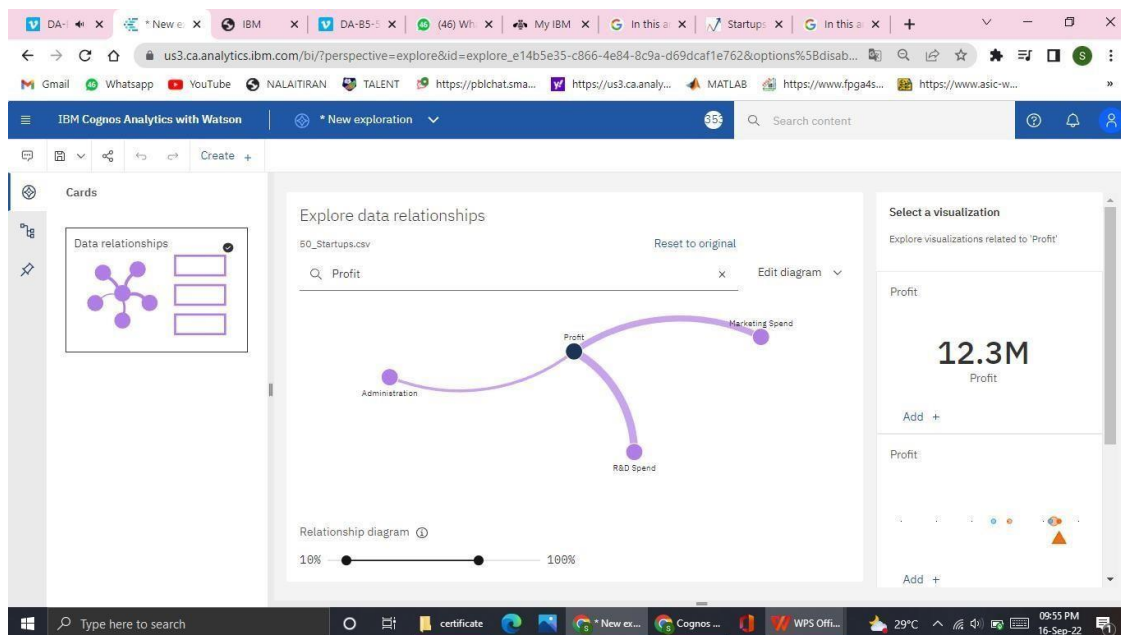 DA-I
* New e
IBM
DA-B5-5
(46) Wh
My IBM
In this a
Startups
In this a
us3.ca.analytics.ibm.com/bi/?perspective=explore&id=explore_e14b5e35-c866-4e84-8c9a-d69dcaf1e762&options%5Bdisab...
S
Gmail
Whatsapp
YouTube
NALAITIRAN
TALENT
https://pblchat.sma...
https://us3.ca.analy...
MATLAB
https://www.fpga4s...
https://www.asic-w...
»
IBM Cognos Analytics with Watson
* New exploration
353
Search content
Create +
Cards
Data relationships
Explore data relationships
50_Startups.csv
Reset to original
Profit
Edit diagram
Marketing Spend
Profit
Administration
R&D Spend
Relationship diagram
10%
100%
Select a visualization
Explore visualizations related to 'Profit'
Profit
12.3M
Profit
Add +
Profit
Add +
Type here to search
certificate
* New ex...
Cognos ...
WPS Offi...
29°C
09:55 PM
16-Sep-22